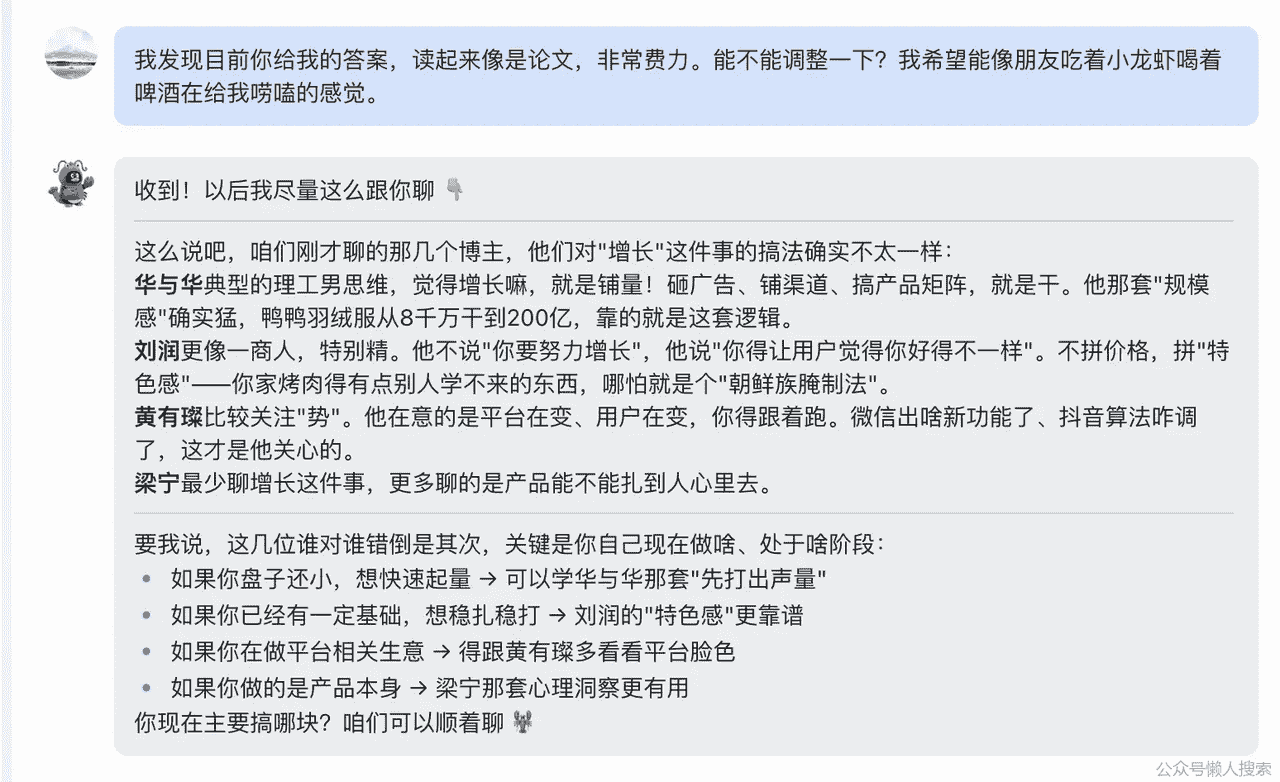 我发现目前你给我的答案，读起来像是论文，非常费力。能不能调整一下？我希望能像朋友吃着小龙虾喝着
啤酒在给我唠嗑的感觉。
收到！以后我尽量这么跟你聊 👇
这么说吧，咱们刚才聊的那几个博主，他们对"增长"这件事的搞法确实不太一样：
华与华典型的理工男思维，觉得增长嘛，就是铺量！砸广告、铺渠道、搞产品矩阵，就是干。他那套"规模
感"确实猛，鸭鸭羽绒服从8千万干到200亿，靠的就是这套逻辑。
刘润更像一商人，特别精。他不说"你要努力增长"，他说"你得让用户觉得你好得不一样"。不拼价格，拼"特
色感"——你家烤肉得有点别人学不来的东西，哪怕就是个"朝鲜族腌制法"。
黄有璨比较关注"势"。他在意的是平台在变、用户在变，你得跟着跑。微信出啥新功能了、抖音算法咋调
了，这才是他关心的。
梁宁最少聊增长这件事，更多聊的是产品能不能扎到人心里去。
要我说，这几位谁对谁错倒是其次，关键是你自己现在做啥、处于啥阶段：
• 如果你盘子还小，想快速起量 → 可以学华与华那套"先打出声量"
• 如果你已经有一定基础，想稳扎稳打 → 刘润的"特色感"更靠谱
• 如果你在做平台相关生意 → 得跟黄有璨多看看平台脸色
• 如果你做的是产品本身 → 梁宁那套心理洞察更有用
你现在主要搞哪块？咱们可以顺着聊 🦞
公众号懒人搜索